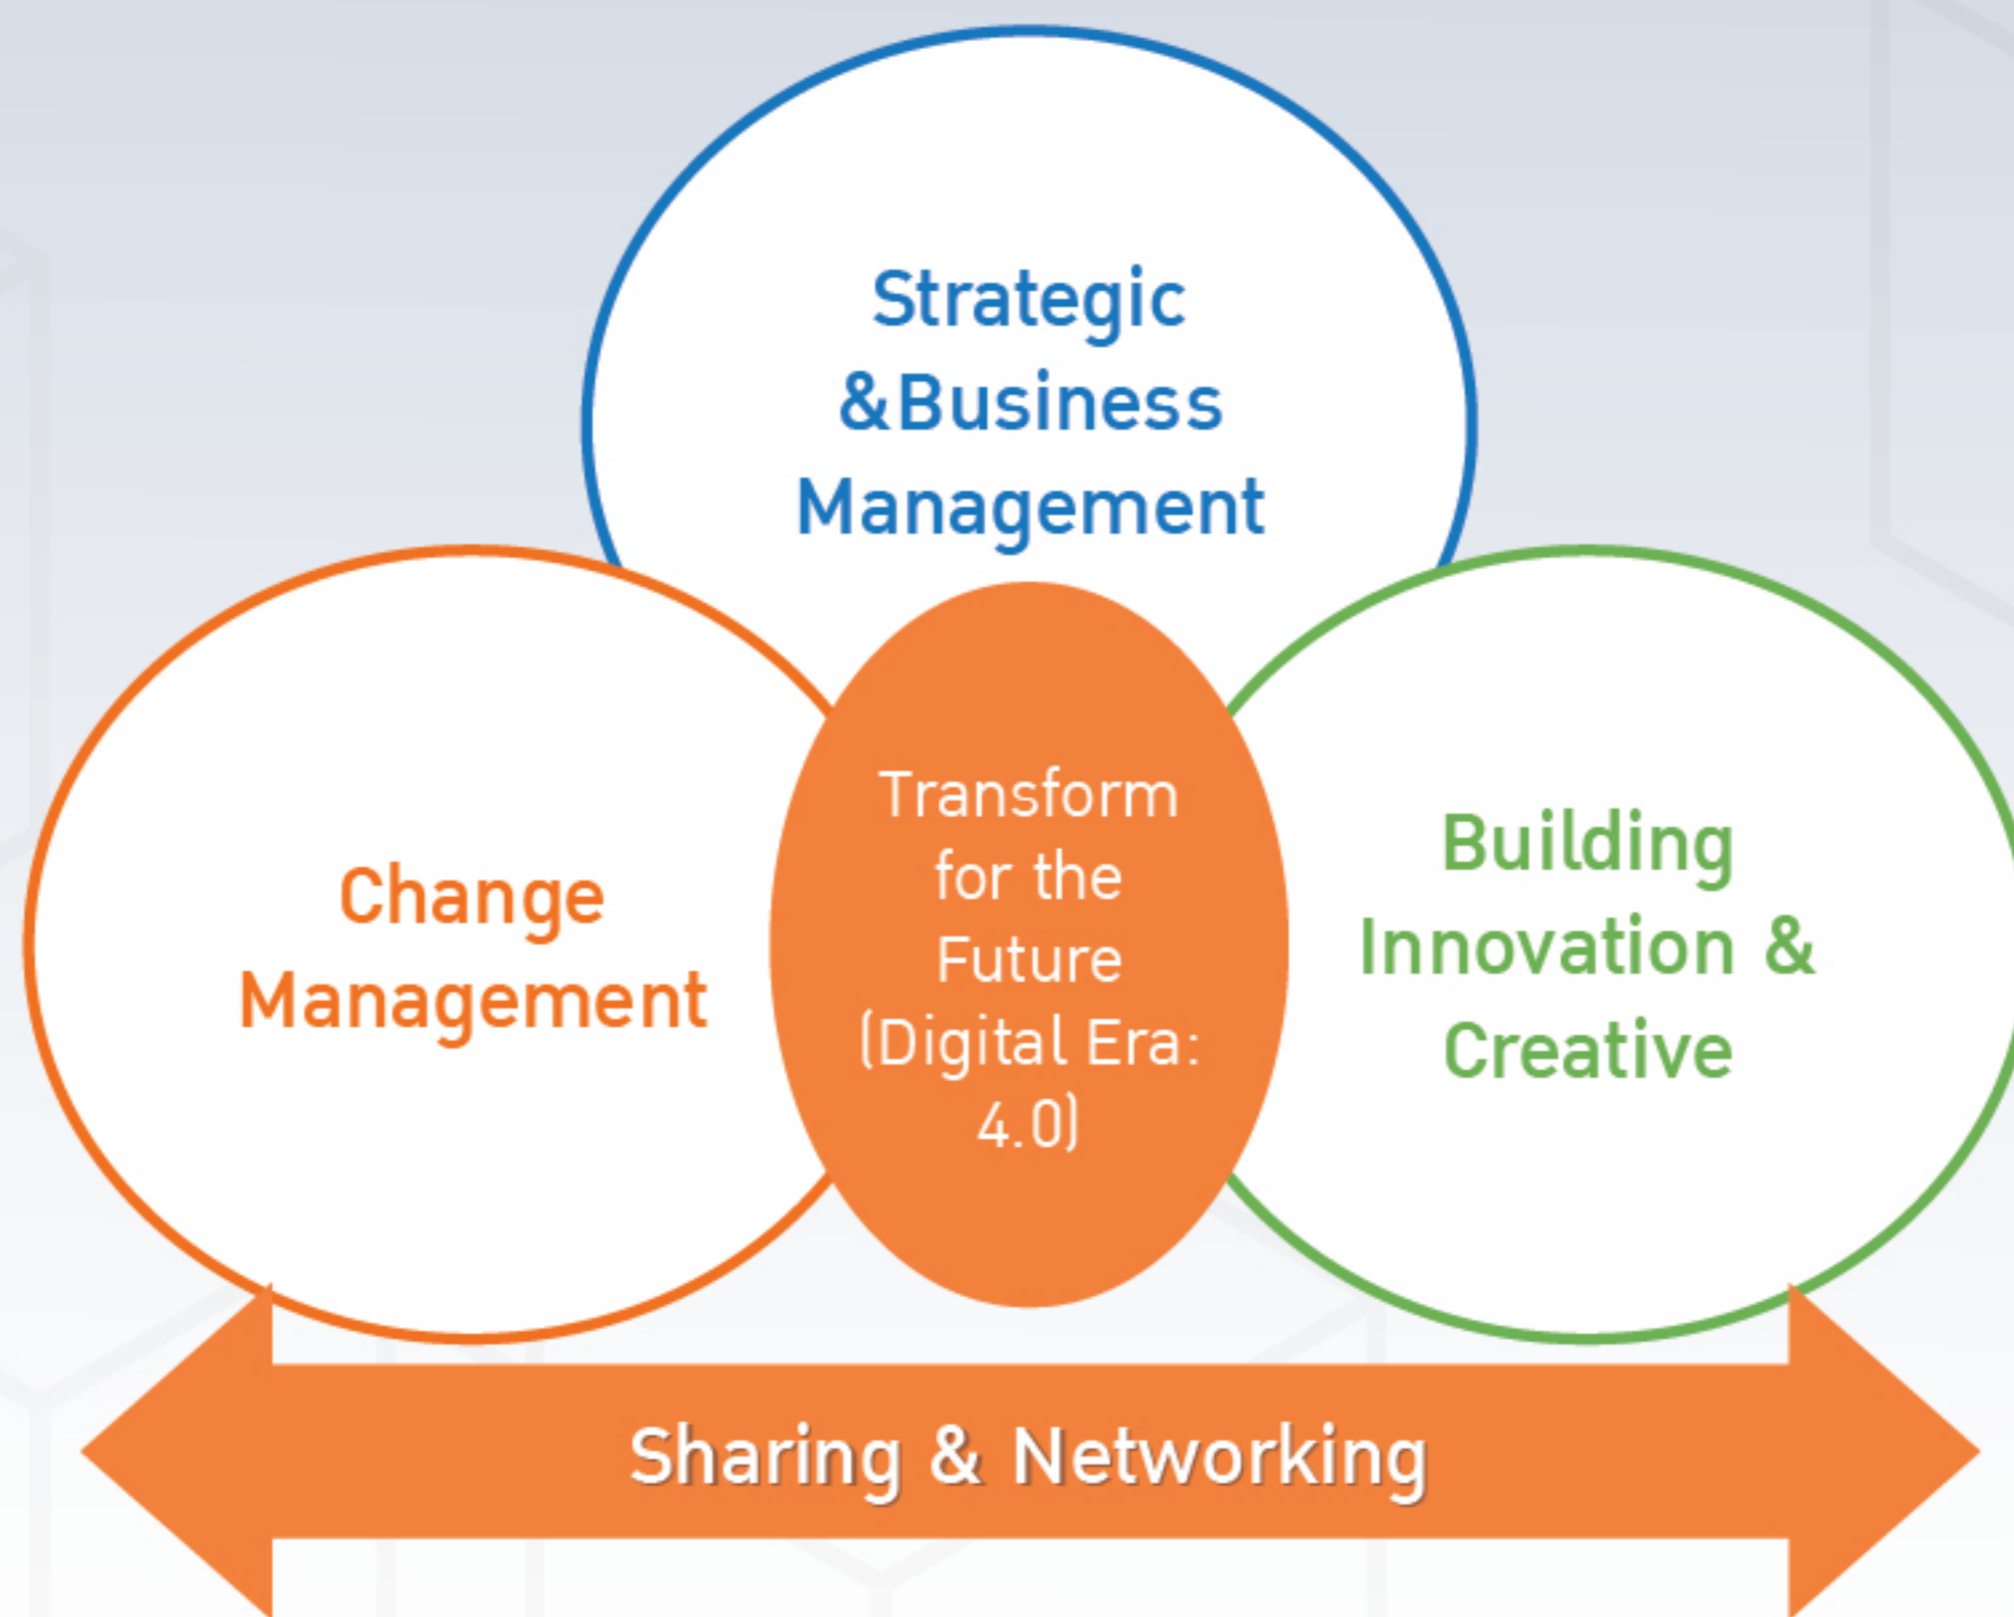 Strategic
&Business
Management
Change
Management
Transform
for the
Future
(Digital Era:
4.0)
Building
Innovation &
Creative
Sharing & Networking